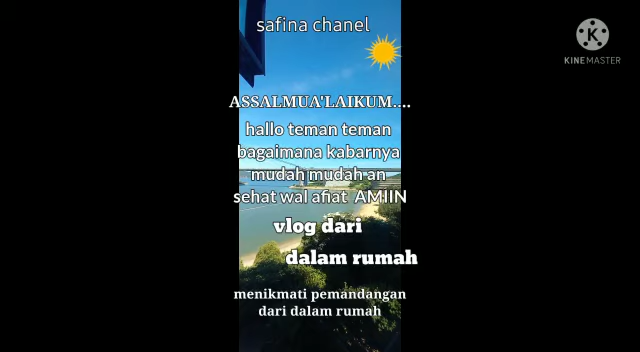 safina chanel
KINEMASTER
ASSALMUA'LAIKUM....
hallo teman teman
bagaimana kabarnya
mudah mudah an
sehat wal afiat AMIIN
vlog dari
dalam rumah
menikmati pemandangan
dari dalam rumah